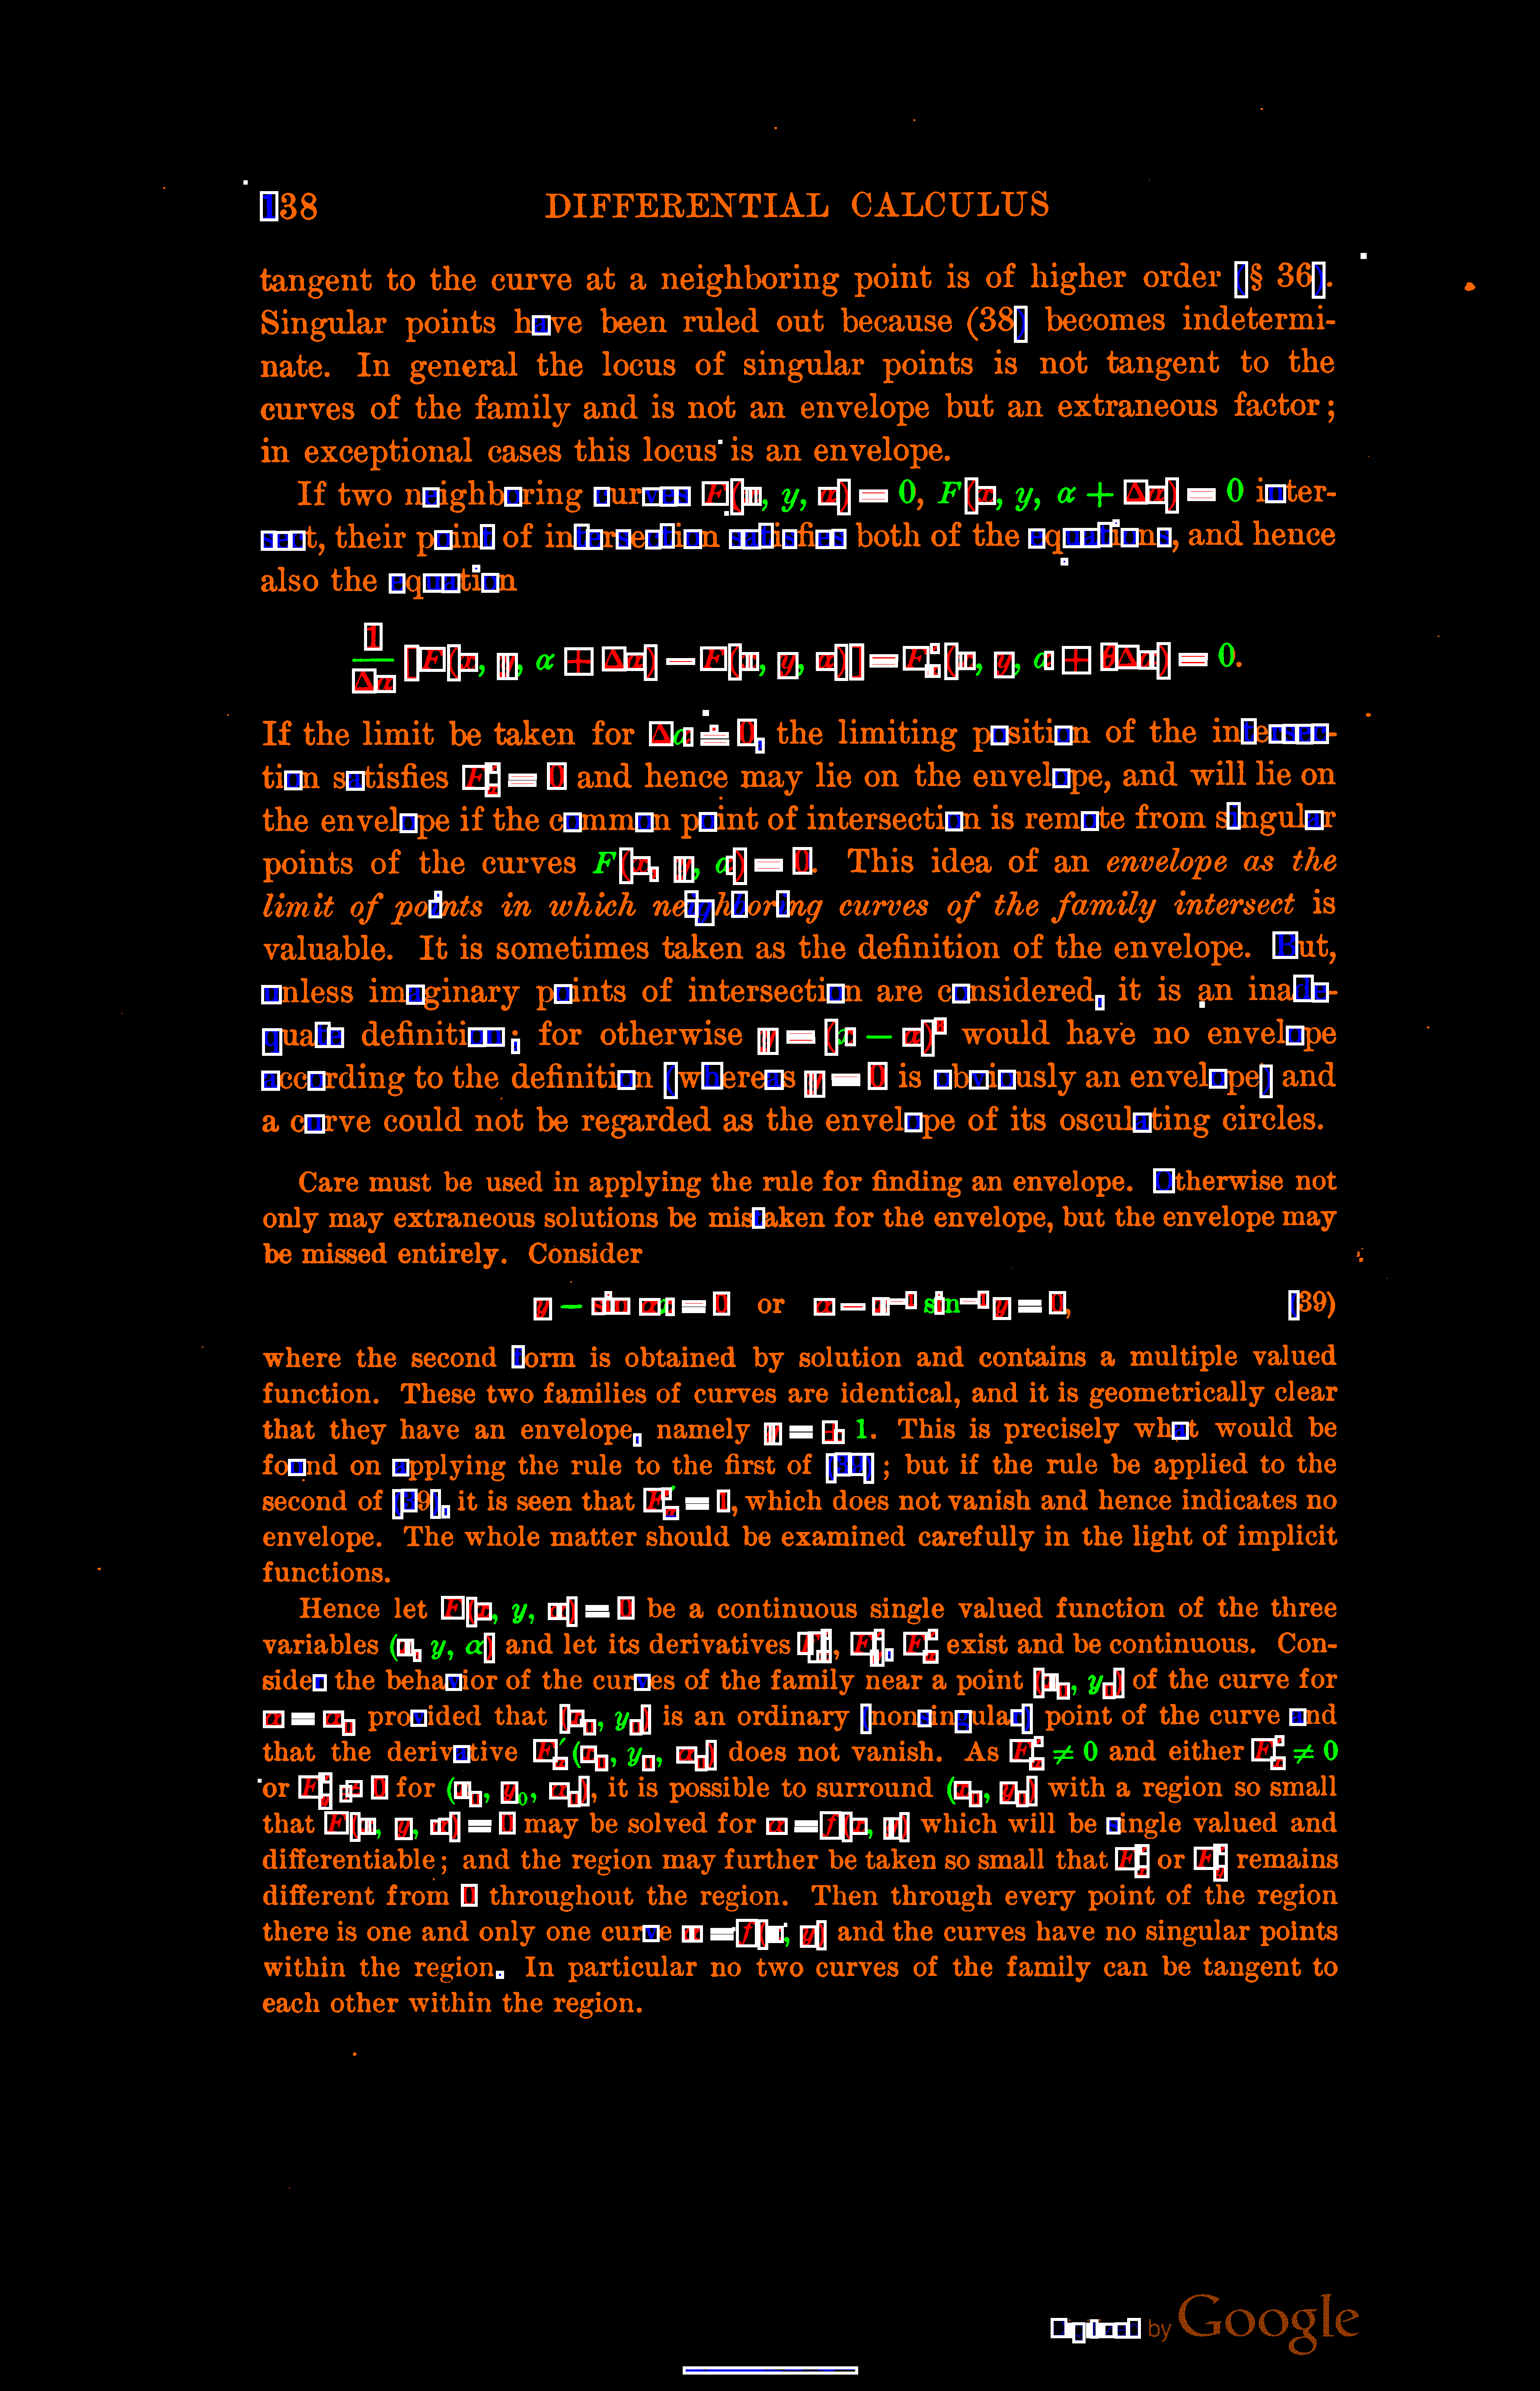 138 DIFFERENTIAL CALCULUS
tangent to the curve at a neighboring point is of higher order (§ 36).
Singular points have been ruled out because (38) becomes indetermi-
nate. In general the locus of singular points is not tangent to the
curves of the family and is not an envelope but an extraneous factor;
in exceptional cases this locus is an envelope.
If two neighboring curves F(x, y, α) = 0, F(x, y, α + Δα) = 0 inter-
sect, their point of intersection satisfies both of the equations, and hence
also the equation
1/Δα [F(x, y, α + Δα) − F(x, y, α)] = F′α(x, y, α + θΔα) = 0.
If the limit be taken for Δα ≐ 0, the limiting position of the intersec-
tion satisfies F′α = 0 and hence may lie on the envelope, and will lie on
the envelope if the common point of intersection is remote from singular
points of the curves F(x, y, α) = 0. This idea of an envelope as the
limit of points in which neighboring curves of the family intersect is
valuable. It is sometimes taken as the definition of the envelope. But,
unless imaginary points of intersection are considered, it is an inade-
quate definition; for otherwise y = (x − α)³ would have no envelope
according to the definition (whereas y = 0 is obviously an envelope) and
a curve could not be regarded as the envelope of its osculating circles.
Care must be used in applying the rule for finding an envelope. Otherwise not
only may extraneous solutions be mistaken for the envelope, but the envelope may
be missed entirely. Consider
y − sin αx = 0 or α − x⁻¹ sin⁻¹ y = 0, (39)
where the second form is obtained by solution and contains a multiple valued
function. These two families of curves are identical, and it is geometrically clear
that they have an envelope, namely y = ± 1. This is precisely what would be
found on applying the rule to the first of (39); but if the rule be applied to the
second of (39), it is seen that F′α = 1, which does not vanish and hence indicates no
envelope. The whole matter should be examined carefully in the light of implicit
functions.
Hence let F(x, y, α) = 0 be a continuous single valued function of the three
variables (x, y, α) and let its derivatives F′x, F′y, F′α exist and be continuous. Con-
sider the behavior of the curves of the family near a point (x₀, y₀) of the curve for
α = α₀ provided that (x₀, y₀) is an ordinary (nonsingular) point of the curve and
that the derivative F′α(x₀, y₀, α₀) does not vanish. As F′α ≠ 0 and either F′x ≠ 0
or F′y ≠ 0 for (x₀, y₀, α₀), it is possible to surround (x₀, y₀) with a region so small
that F(x, y, α) = 0 may be solved for α = f(x, y) which will be single valued and
differentiable; and the region may further be taken so small that F′x or F′y remains
different from 0 throughout the region. Then through every point of the region
there is one and only one curve α = f(x, y) and the curves have no singular points
within the region. In particular no two curves of the family can be tangent to
each other within the region.
Digitized by Google